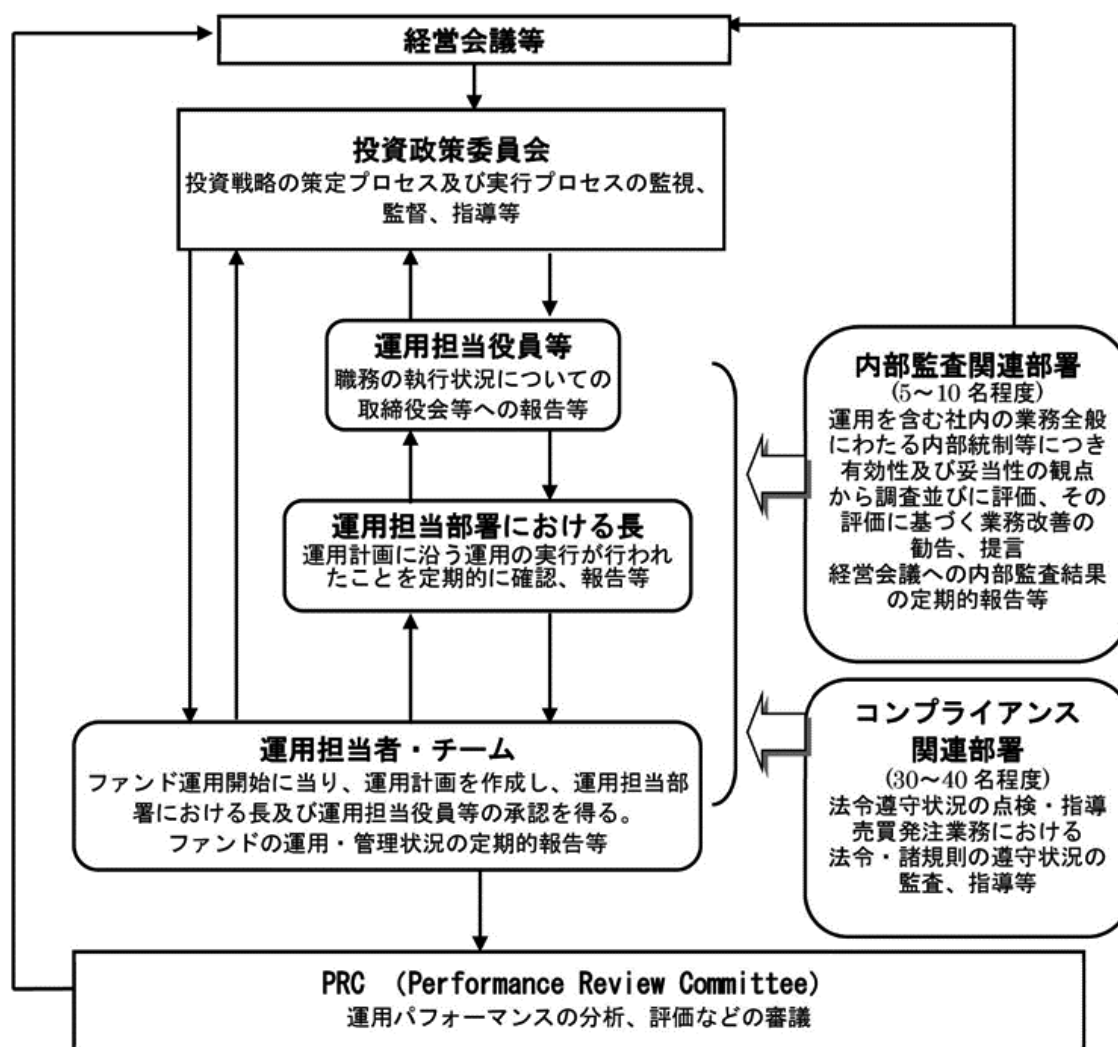 経営会議等
投資政策委員会
投資戦略の策定プロセス及び実行プロセスの監視、
監督、指導等
運用担当役員等
職務の執行状況についての
取締役会等への報告等
運用担当部署における長
運用計画に沿う運用の実行が行われ
たことを定期的に確認、報告等
運用担当者・チーム
ファンド運用開始に当り、運用計画を作成し、運用担当部
署における長及び運用担当役員等の承認を得る。
ファンドの運用・管理状況の定期的報告等
内部監査関連部署
(5～10 名程度)
運用を含む社内の業務全般
にわたる内部統制等につき
有効性及び妥当性の観点
から調査並びに評価、その
評価に基づく業務改善の
勧告、提言
経営会議への内部監査結果
の定期的報告等
コンプライアンス
関連部署
(30～40 名程度)
法令遵守状況の点検・指導
売買発注業務における
法令・諸規則の遵守状況の
監査、指導等
PRC （Performance Review Committee）
運用パフォーマンスの分析、評価などの審議